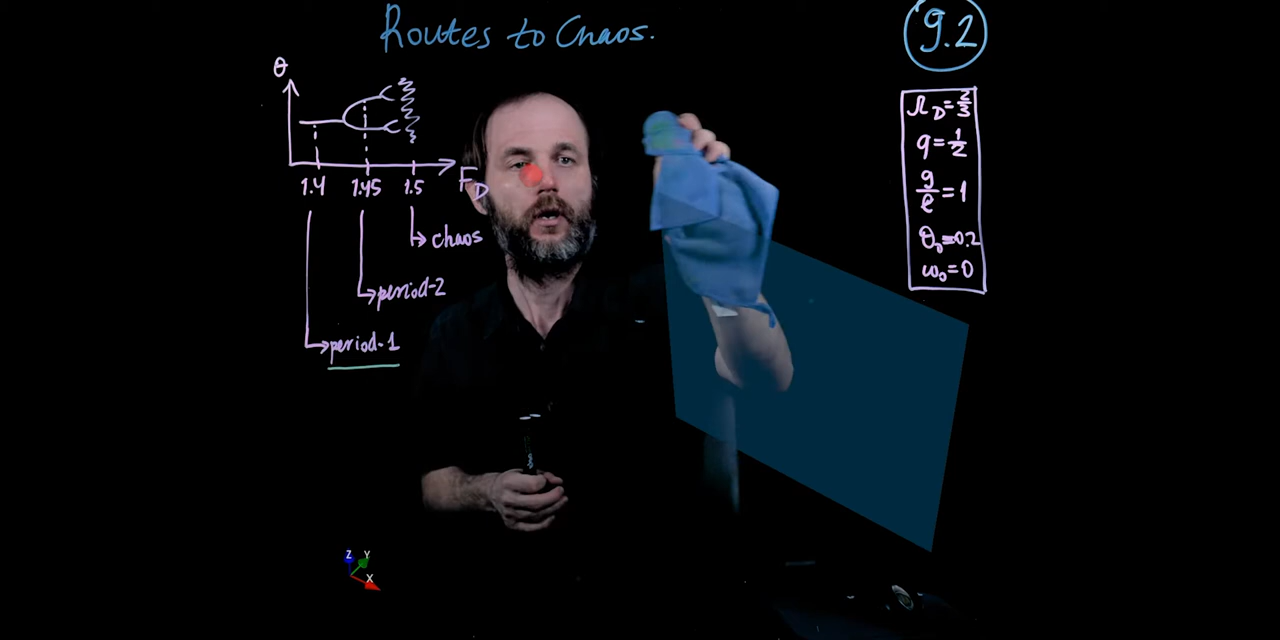 Routes to Chaos.
9.2
θ
1.4 1.45 1.5 F_D
chaos
period-2
period-1
Ω_D=2/3
q=1/2
g/ℓ=1
θ₀=0.2
ω₀=0
Z Y
X